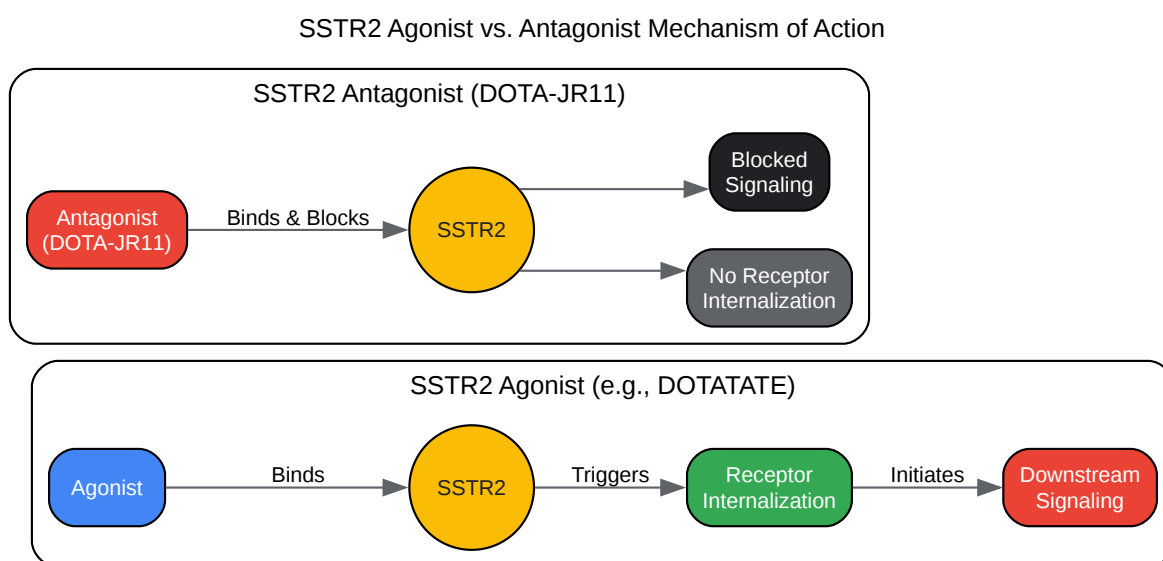 SSTR2 Agonist vs. Antagonist Mechanism of Action
SSTR2 Antagonist (DOTA-JR11)
Antagonist
(DOTA-JR11)
Binds & Blocks
SSTR2
Blocked
Signaling
No Receptor
Internalization
SSTR2 Agonist (e.g., DOTATATE)
Agonist
Binds
SSTR2
Triggers
Receptor
Internalization
Initiates
Downstream
Signaling